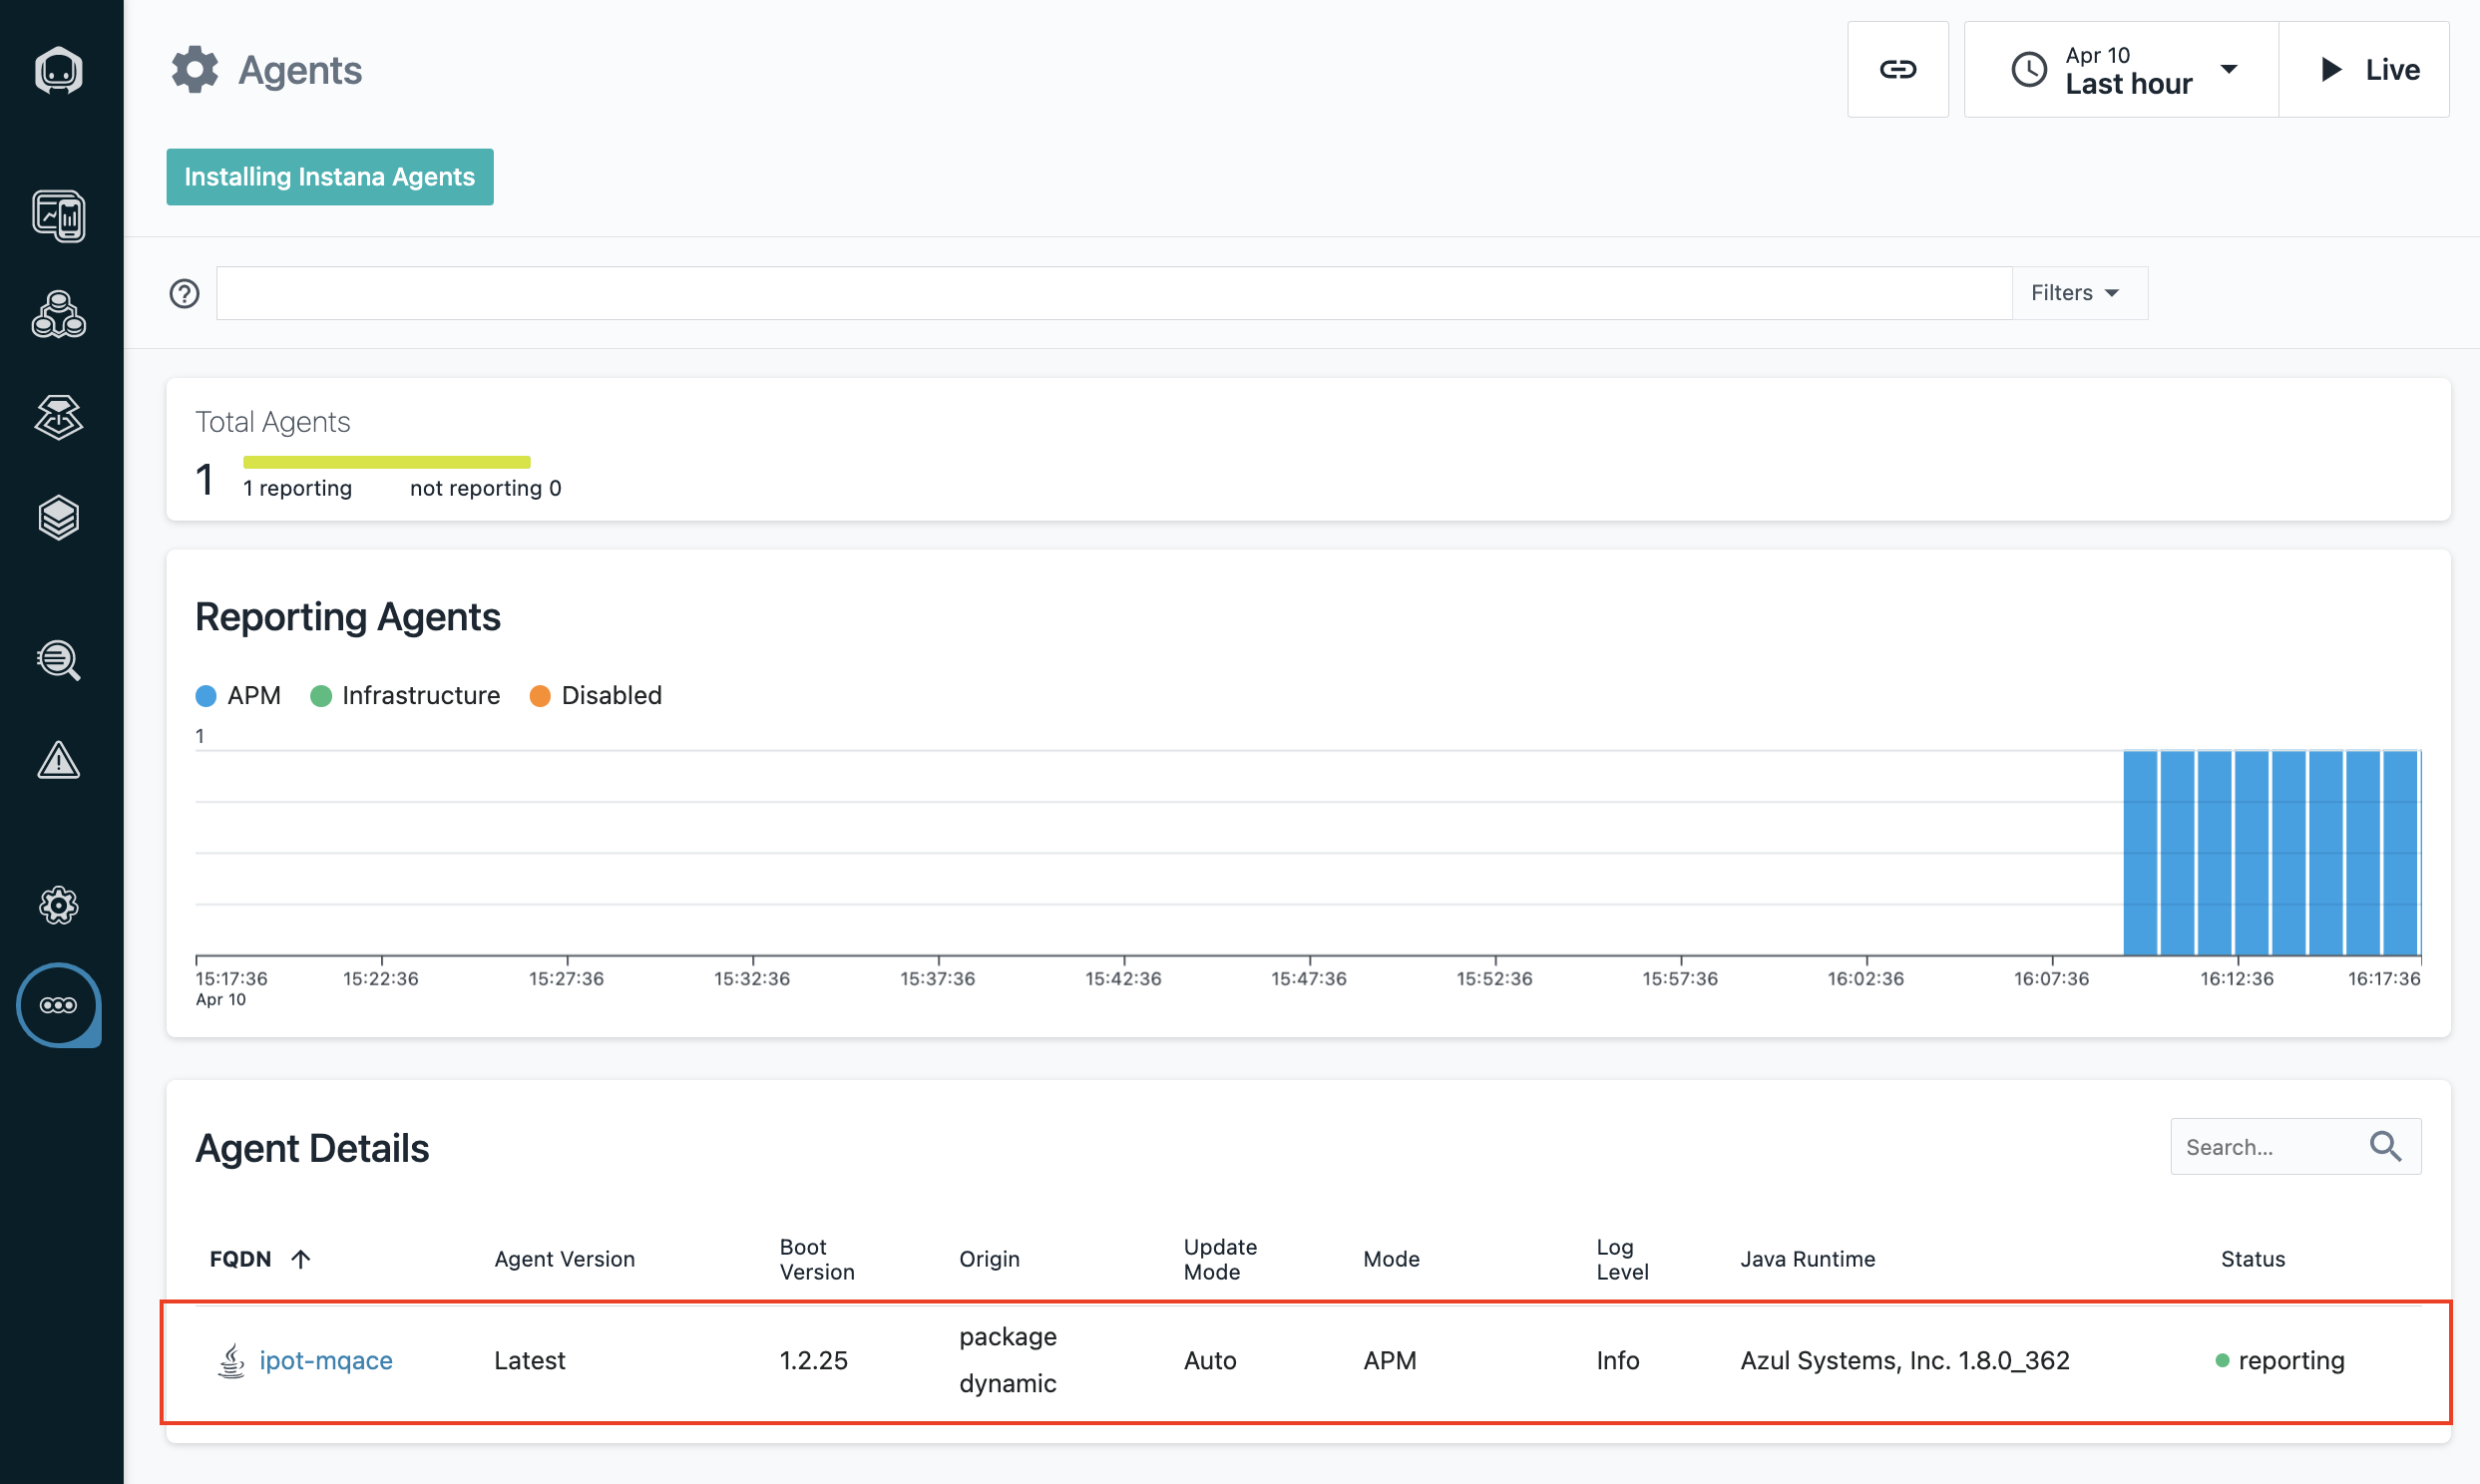 Agents
Apr 10
Last hour
Live
Installing Instana Agents
Filters
Total Agents
1
1 reporting
not reporting 0
Reporting Agents
APM
Infrastructure
Disabled
1
15:17:36
15:22:36
15:27:36
15:32:36
15:37:36
15:42:36
15:47:36
15:52:36
15:57:36
16:02:36
16:07:36
16:12:36
16:17:36
Apr 10
Agent Details
Search...
FQDN
Agent Version
Boot
Version
Origin
Update
Mode
Mode
Log
Level
Java Runtime
Status
ipot-mqace
Latest
1.2.25
package
dynamic
Auto
APM
Info
Azul Systems, Inc. 1.8.0_362
reporting